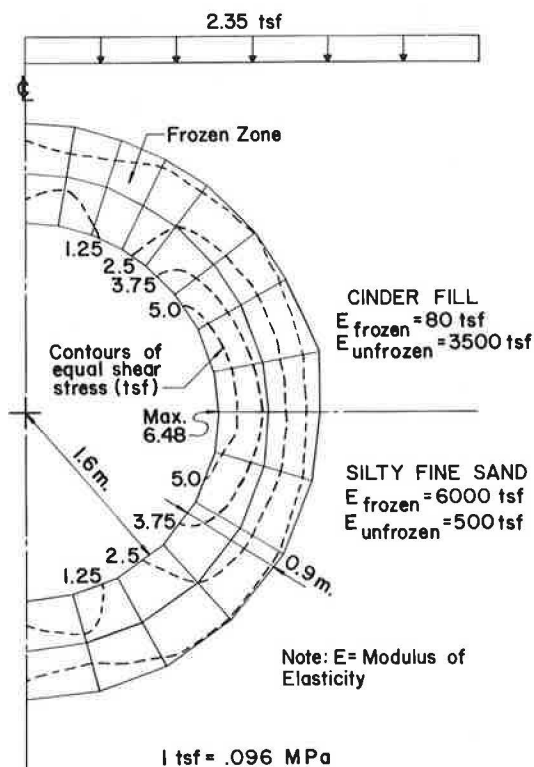 2.35 tsf
℄
Frozen Zone
1.25
2.5
3.75
5.0
CINDER FILL
E frozen = 80 tsf
E unfrozen = 3500 tsf
Contours of
equal shear
stress (tsf)
Max.
6.48
1.6 m.
5.0
SILTY FINE SAND
E frozen = 6000 tsf
E unfrozen = 500 tsf
3.75
2.5
1.25
0.9 m.
Note: E = Modulus of
Elasticity
1 tsf = .096 MPa